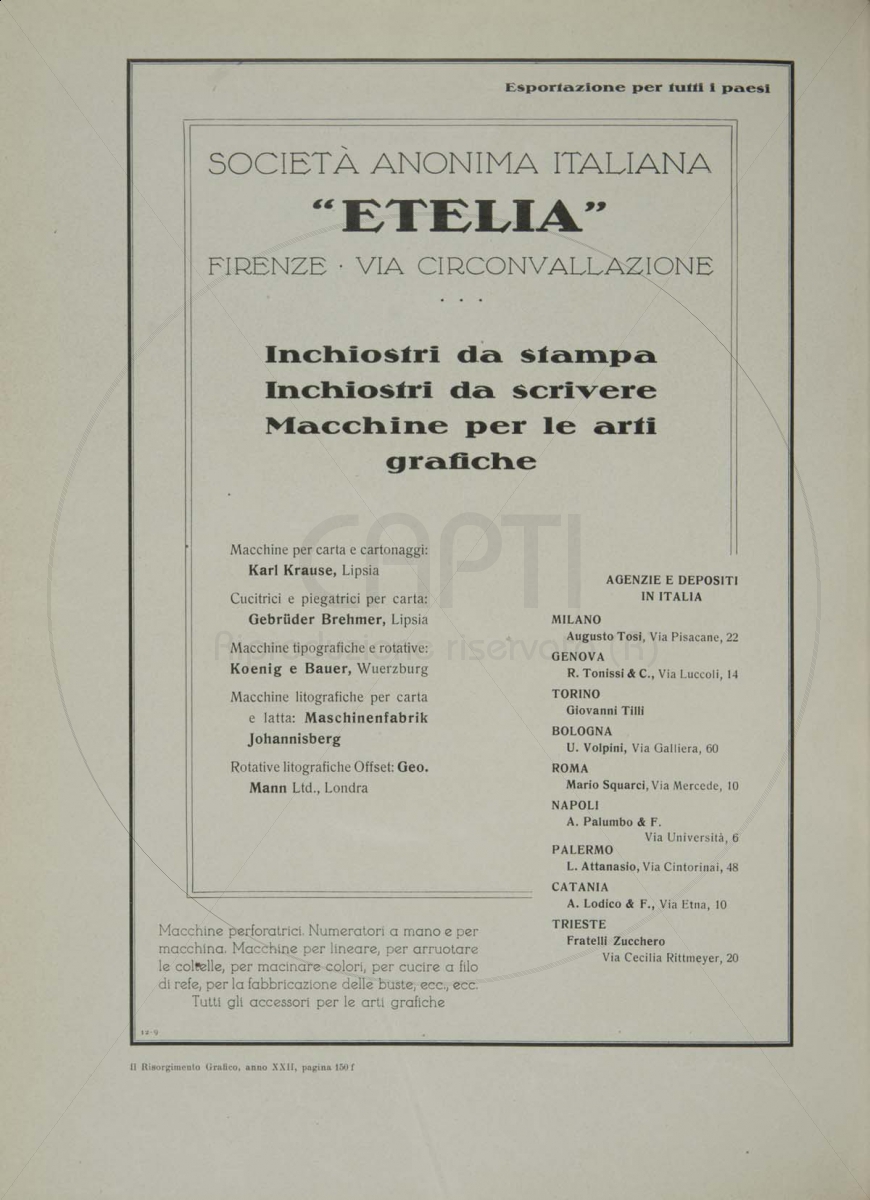 Esportazione per tutti i paesi
SOCIETÀ ANONIMA ITALIANA
“ETELIA”
FIRENZE · VIA CIRCONVALLAZIONE
. . .
Inchiostri da stampa
Inchiostri da scrivere
Macchine per le arti
grafiche
Macchine per carta e cartonaggi:
Karl Krause, Lipsia
Cucitrici e piegatrici per carta:
Gebrüder Brehmer, Lipsia
Macchine tipografiche e rotative:
Koenig e Bauer, Wuerzburg
Macchine litografiche per carta
e latta: Maschinenfabrik
Johannisberg
Rotative litografiche Offset: Geo.
Mann Ltd., Londra
AGENZIE E DEPOSITI
IN ITALIA
MILANO
Augusto Tosi, Via Pisacane, 22
GENOVA
R. Tonissi & C., Via Luccoli, 14
TORINO
Giovanni Tilli
BOLOGNA
U. Volpini, Via Galliera, 60
ROMA
Mario Squarci, Via Mercede, 10
NAPOLI
A. Palumbo & F.
Via Università, 6
PALERMO
L. Attanasio, Via Cintorinai, 48
CATANIA
A. Lodico & F., Via Etna, 10
TRIESTE
Fratelli Zucchero
Via Cecilia Rittmeyer, 20
Macchine perforatrici. Numeratori a mano e per
macchina. Macchine per lineare, per arruotare
le coltelle, per macinare colori, per cucire a filo
di refe, per la fabbricazione delle buste, ecc., ecc.
Tutti gli accessori per le arti grafiche
12-9
Il Risorgimento Grafico, anno XXII, pagina 150 f
CAPTI
Riproduzione riservata (R)